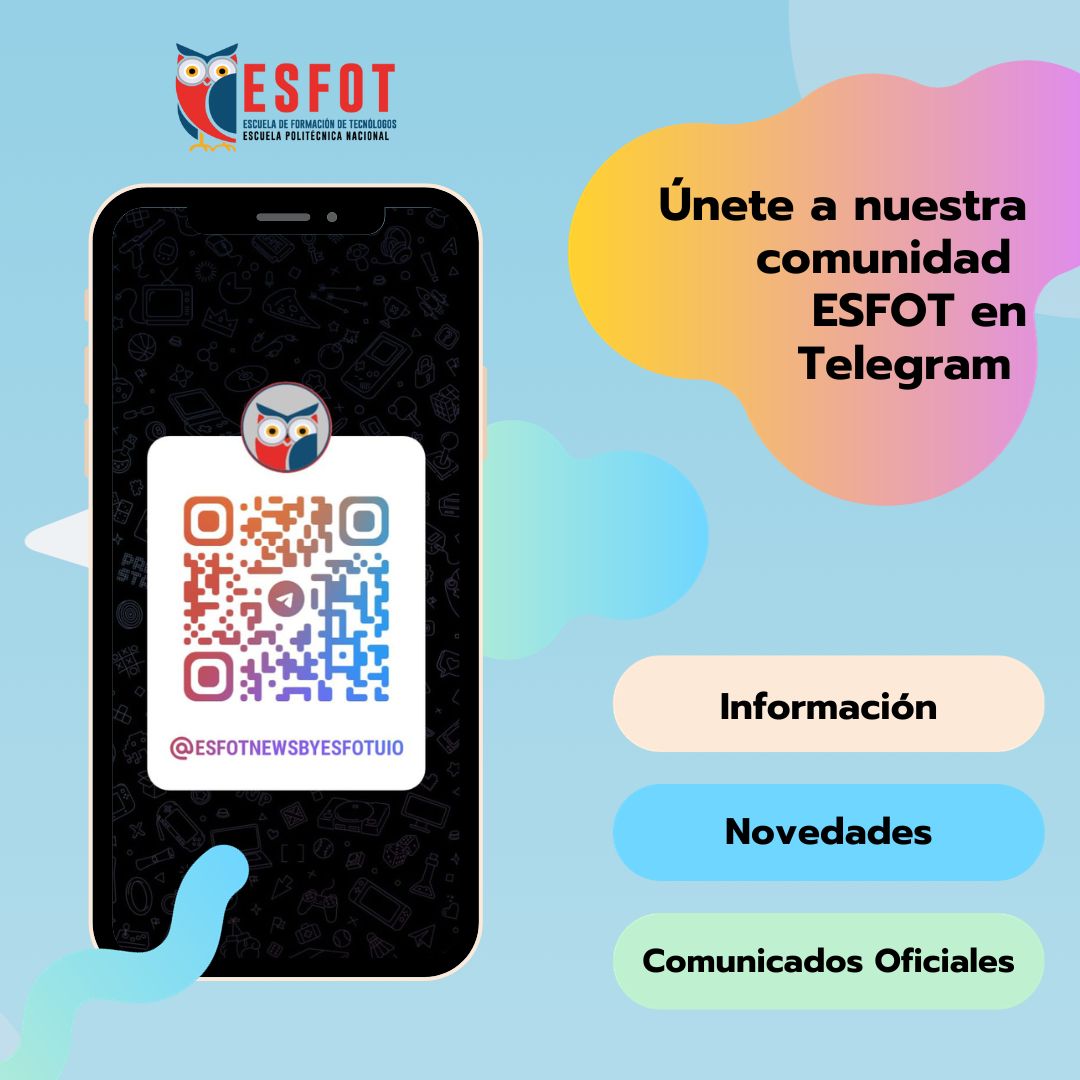 ESFOT
ESCUELA DE FORMACIÓN DE TECNÓLOGOS
ESCUELA POLITÉCNICA NACIONAL
Únete a nuestra
comunidad
ESFOT en
Telegram
@ESFOTNEWSBYESFOTUIO
Información
Novedades
Comunicados Oficiales